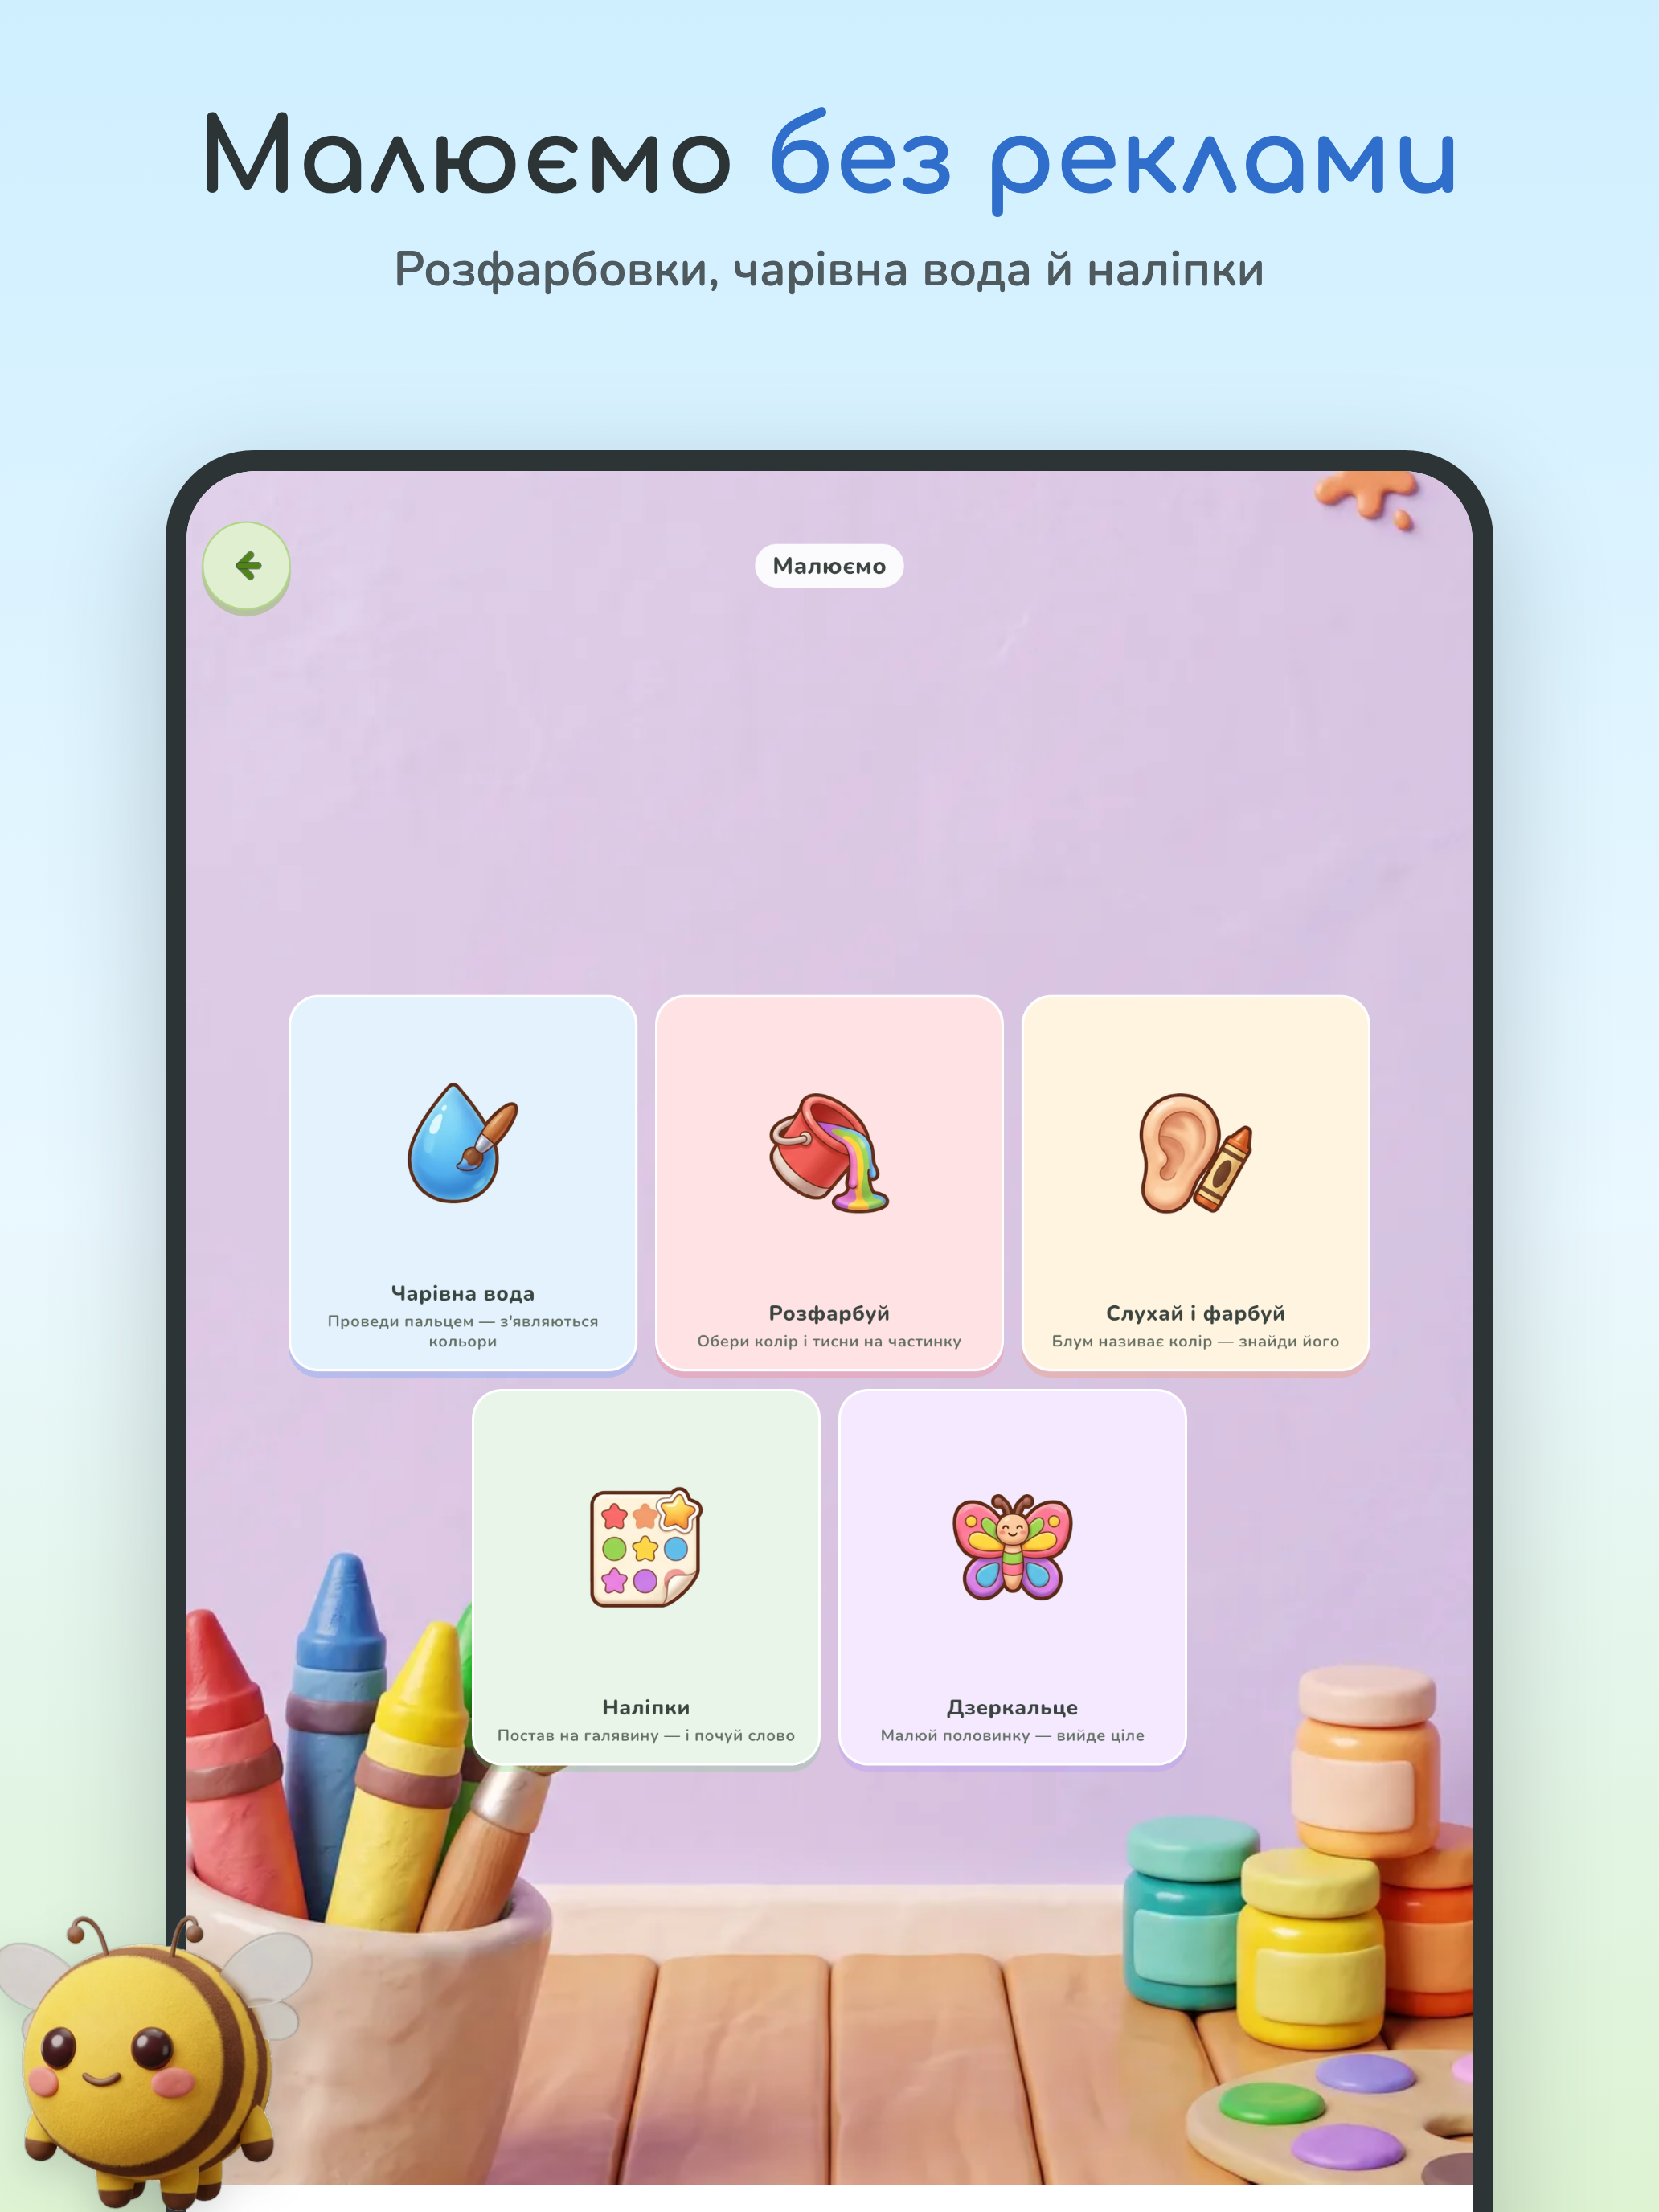 Малюємо без реклами
Розфарбовки, чарівна вода й наліпки
Малюємо
Чарівна вода
Проведи пальцем — з'являються
кольори
Розфарбуй
Обери колір і тисни на частинку
Слухай і фарбуй
Блум називає колір — знайди його
Наліпки
Постав на галявину — і почуй слово
Дзеркальце
Малюй половинку — вийде ціле